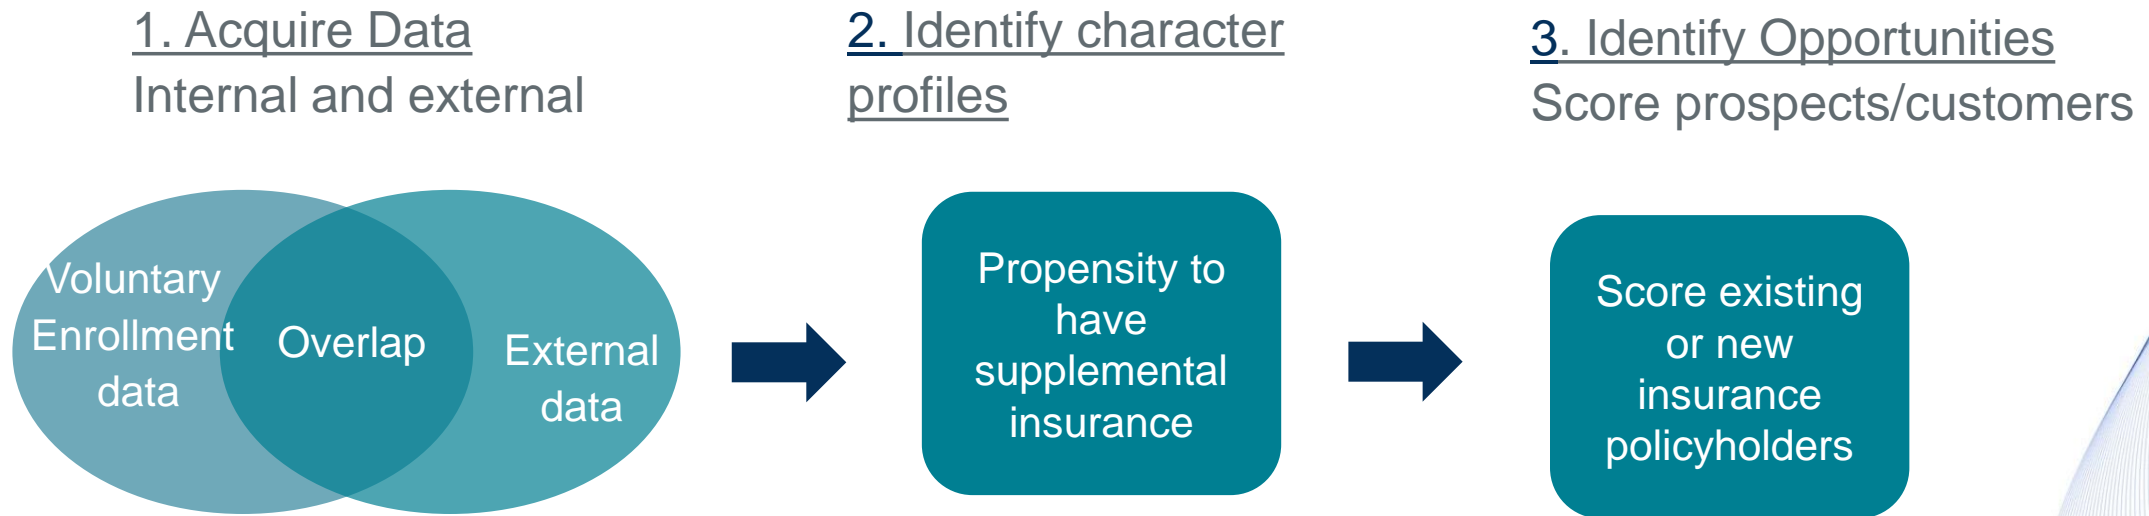 1. Acquire Data
Internal and external
2. Identify character
profiles
3. Identify Opportunities
Score prospects/customers
Voluntary
Enrollment
data
Overlap
External
data
Propensity to
have
supplemental
insurance
Score existing
or new
insurance
policyholders